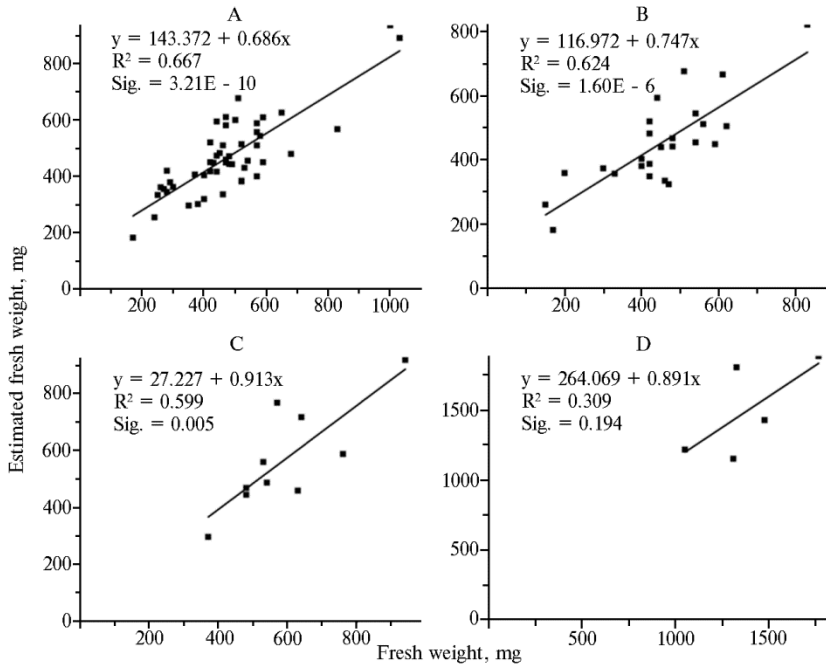 A
y = 143.372 + 0.686x
R² = 0.667
Sig. = 3.21E - 10
800
600
400
200
0
200 400 600 800 1000
B
y = 116.972 + 0.747x
R² = 0.624
Sig. = 1.60E - 6
800
600
400
200
0
200 400 600 800
C
y = 27.227 + 0.913x
R² = 0.599
Sig. = 0.005
800
600
400
200
0
200 400 600 800
D
y = 264.069 + 0.891x
R² = 0.309
Sig. = 0.194
1500
1000
500
0
500 1000 1500
Estimated fresh weight, mg
Fresh weight, mg